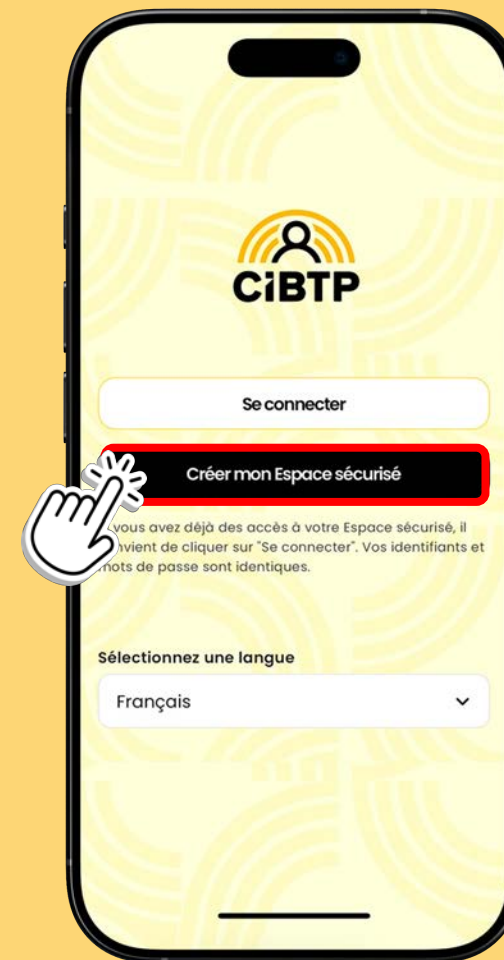 CiBTP
Se connecter
Créer mon Espace sécurisé
vous avez déjà des accès à votre Espace sécurisé, il
de cliquer sur "Se connecter". Vos identifiants et
mots de passe sont identiques.
Sélectionnez une langue
Français